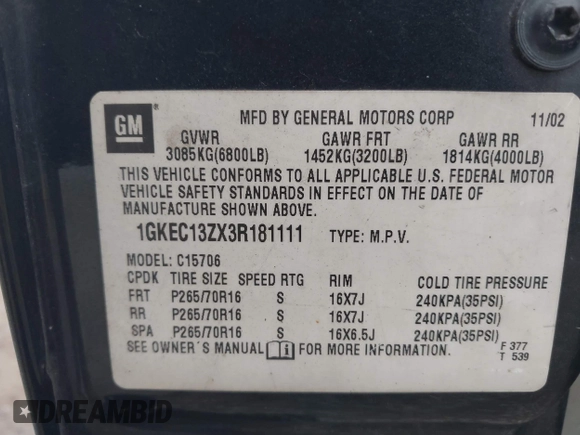 GM
MFD BY GENERAL MOTORS CORP 11/02
GVWR GAWR FRT GAWR RR
3085KG(6800LB) 1452KG(3200LB) 1814KG(4000LB)
THIS VEHICLE CONFORMS TO ALL APPLICABLE U.S. FEDERAL MOTOR
VEHICLE SAFETY STANDARDS IN EFFECT ON THE DATE OF
MANUFACTURE SHOWN ABOVE.
1GKEC13ZX3R181111 TYPE: M.P.V.
MODEL: C15706
CPDK TIRE SIZE SPEED RTG RIM COLD TIRE PRESSURE
FRT P265/70R16 S 16X7J 240KPA(35PSI)
RR P265/70R16 S 16X7J 240KPA(35PSI)
SPA P265/70R16 S 16X6.5J 240KPA(35PSI)
SEE OWNER'S MANUAL i FOR MORE INFORMATION. F 377
T 539
DREAMBID